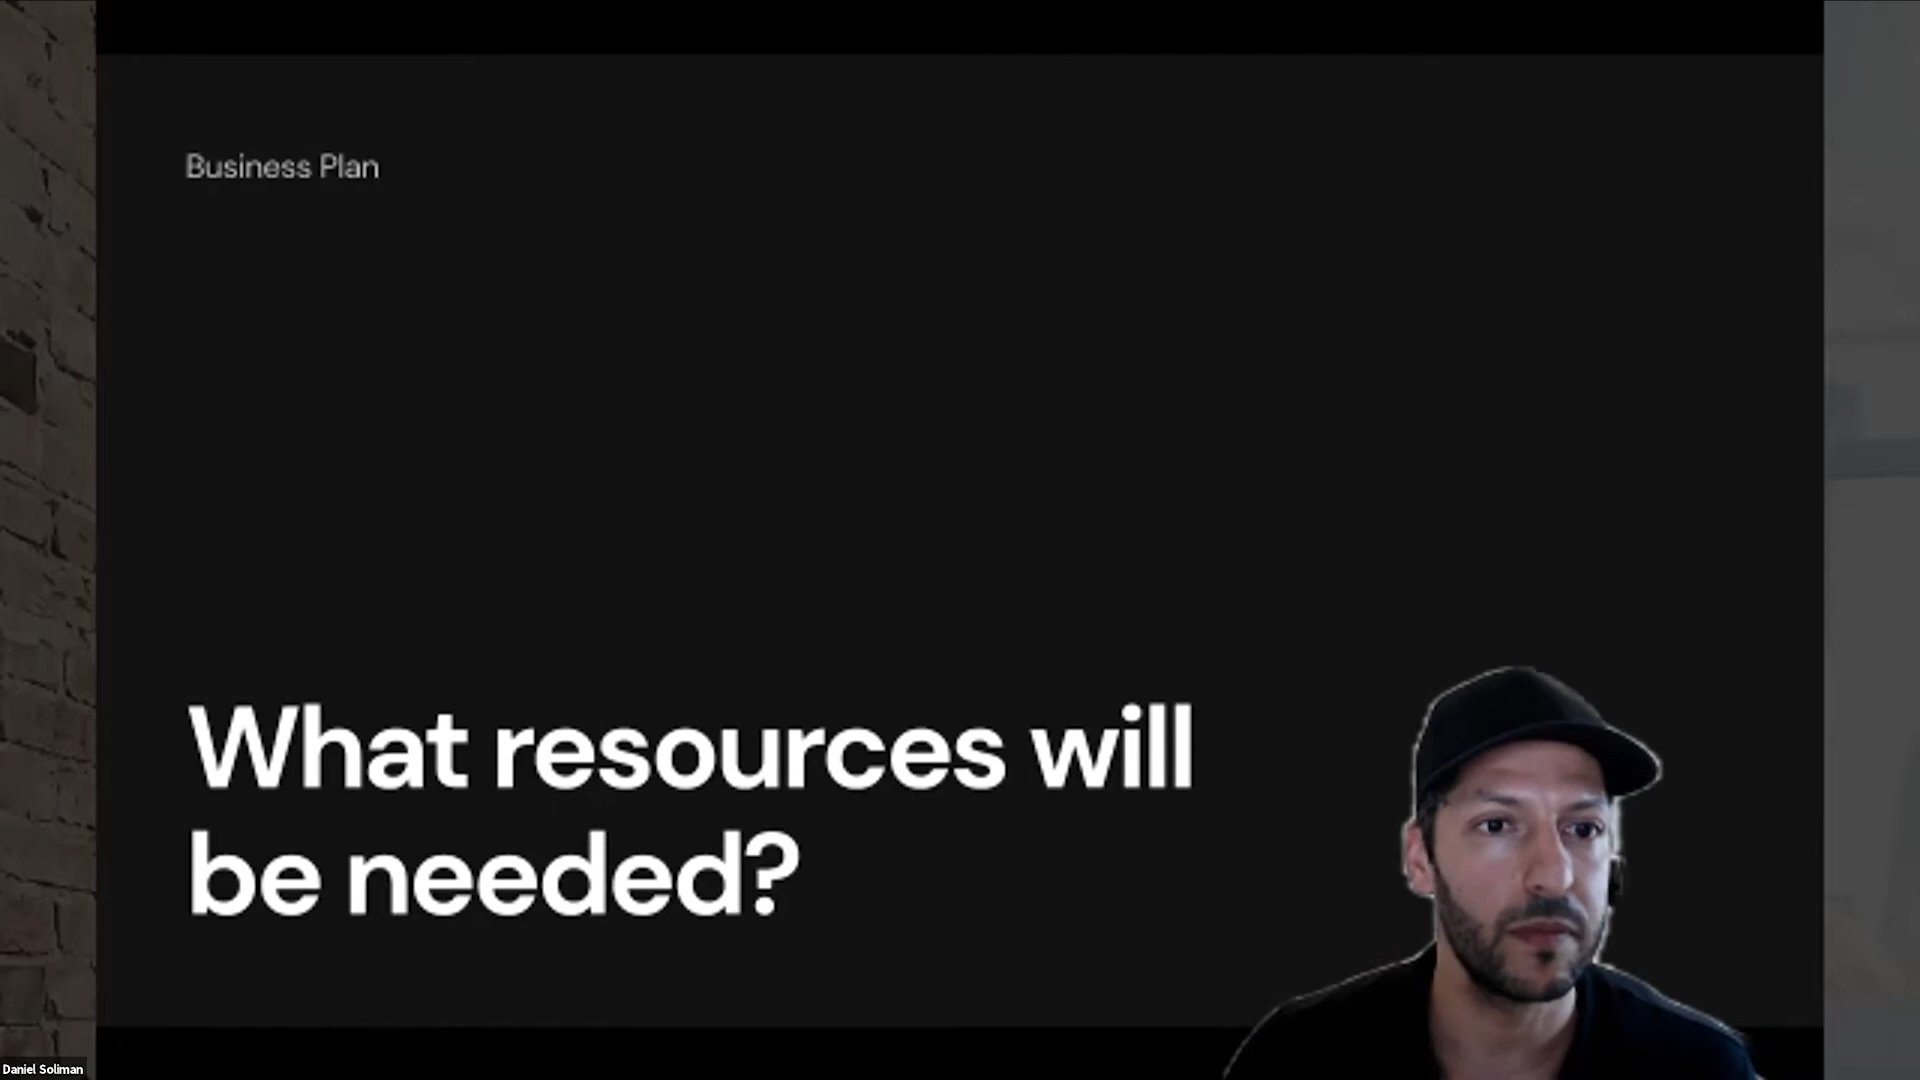 Business Plan
What resources will
be needed?
Daniel Soliman